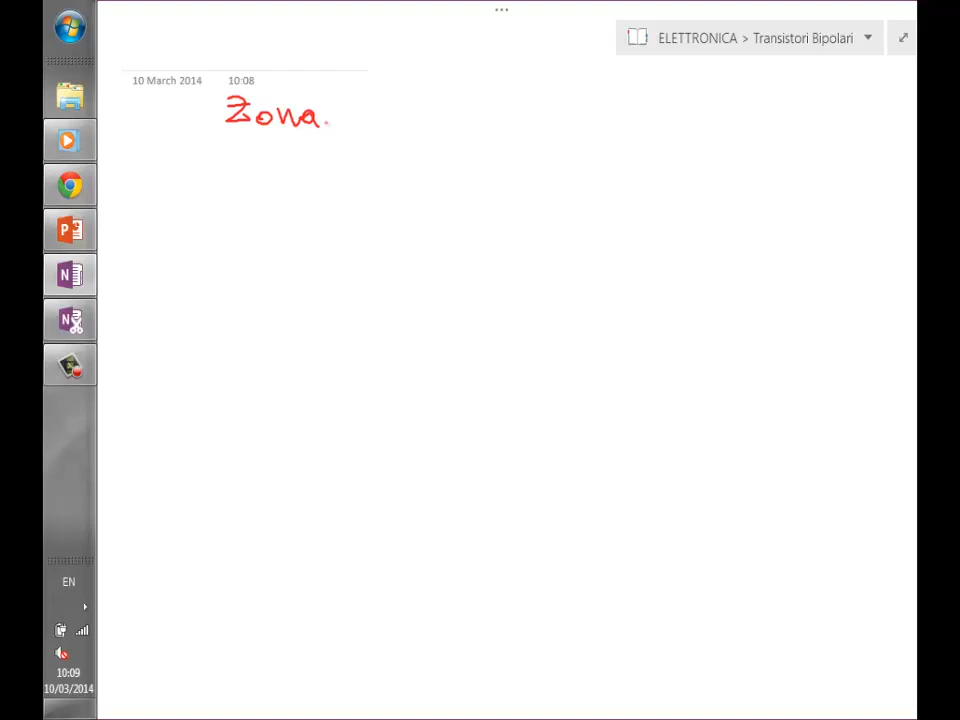 ...
ELETTRONICA > Transistori Bipolari
10 March 2014 10:08
Zona
P
N
N
EN
10:09
10/03/2014